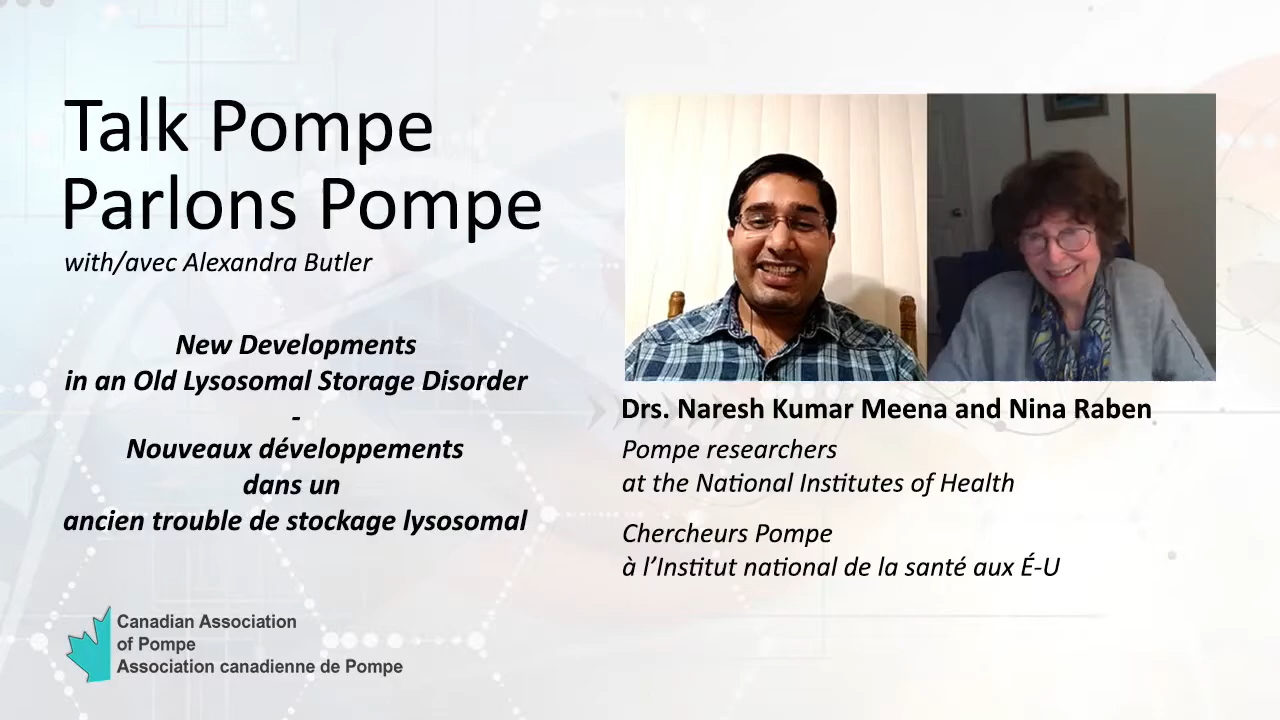 Talk Pompe
Parlons Pompe
with/avec Alexandra Butler
New Developments
in an Old Lysosomal Storage Disorder
-
Nouveaux développements
dans un
ancien trouble de stockage lysosomal
Drs. Naresh Kumar Meena and Nina Raben
Pompe researchers
at the National Institutes of Health
Chercheurs Pompe
à l’Institut national de la santé aux É-U
Canadian Association
of Pompe
Association canadienne de Pompe